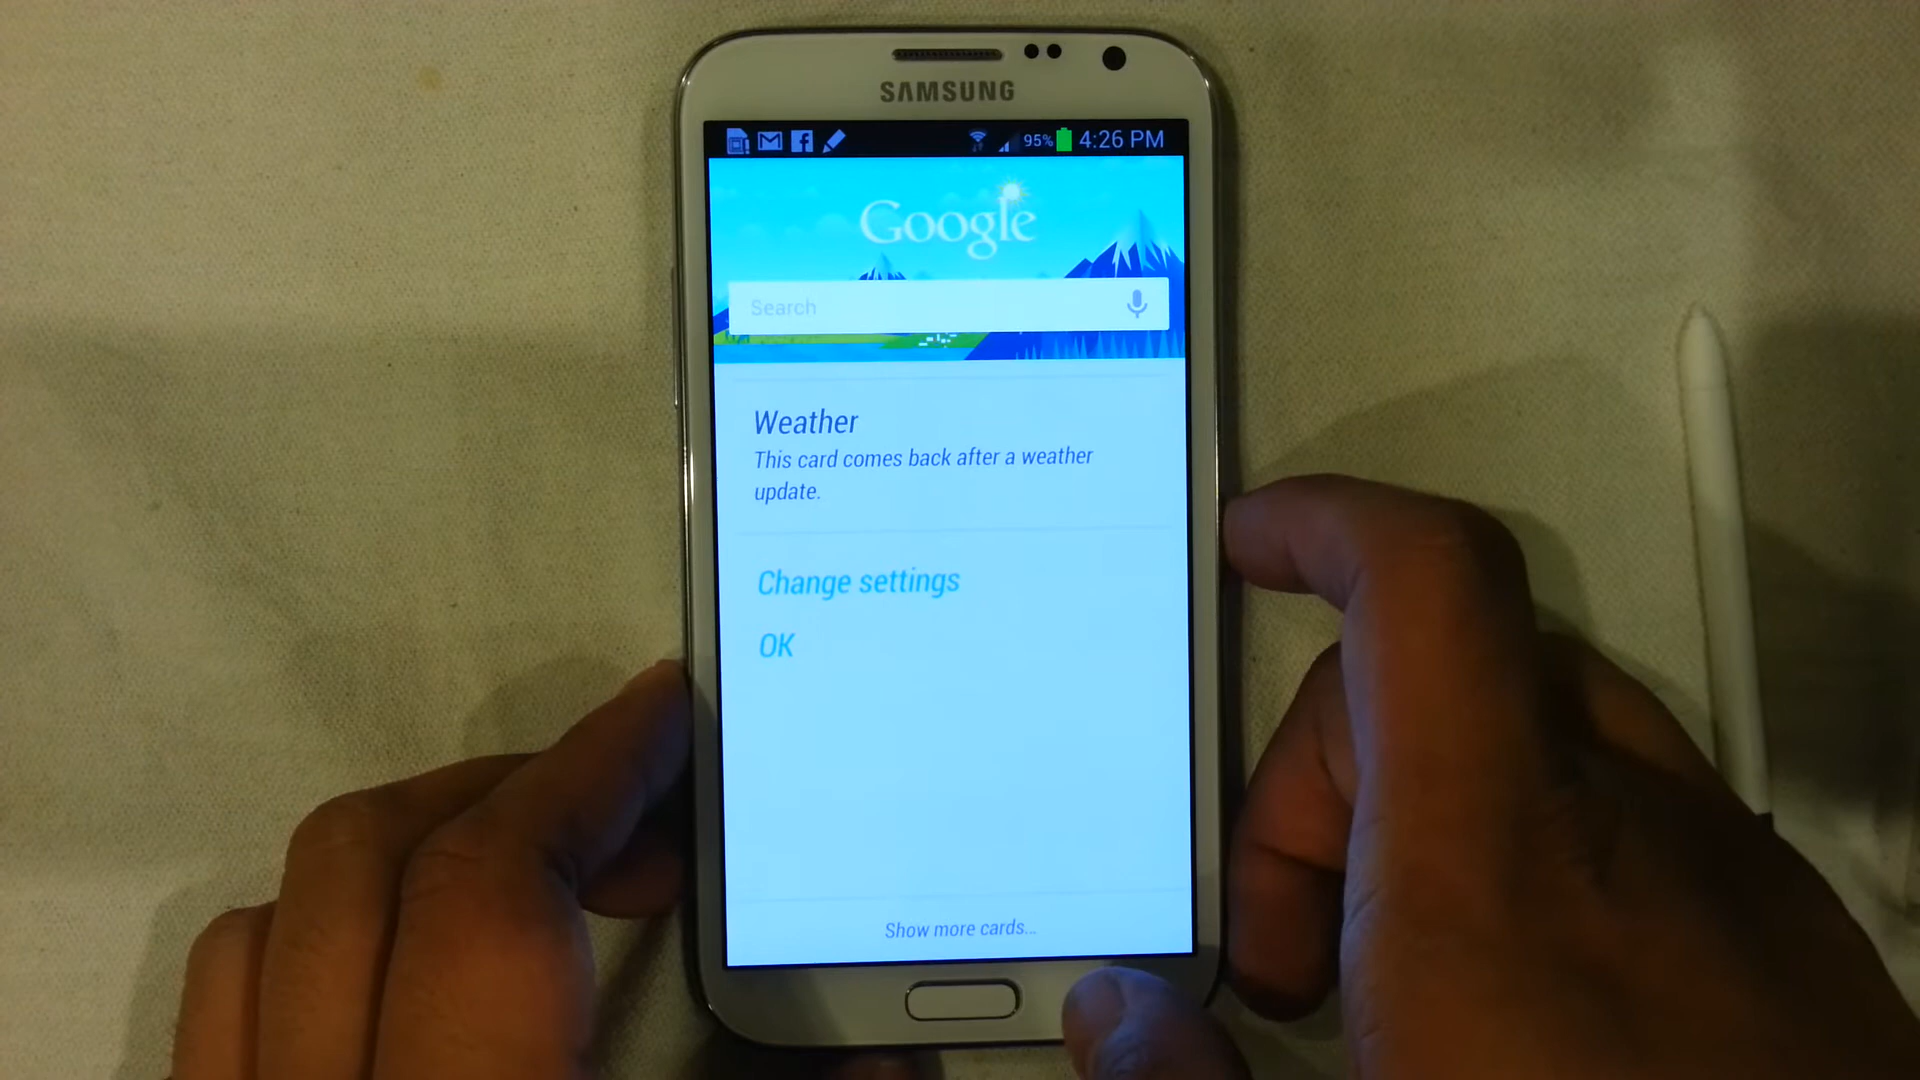 SAMSUNG
95% 4:26 PM
Google
Search
Weather
This card comes back after a weather
update.
Change settings
OK
Show more cards...